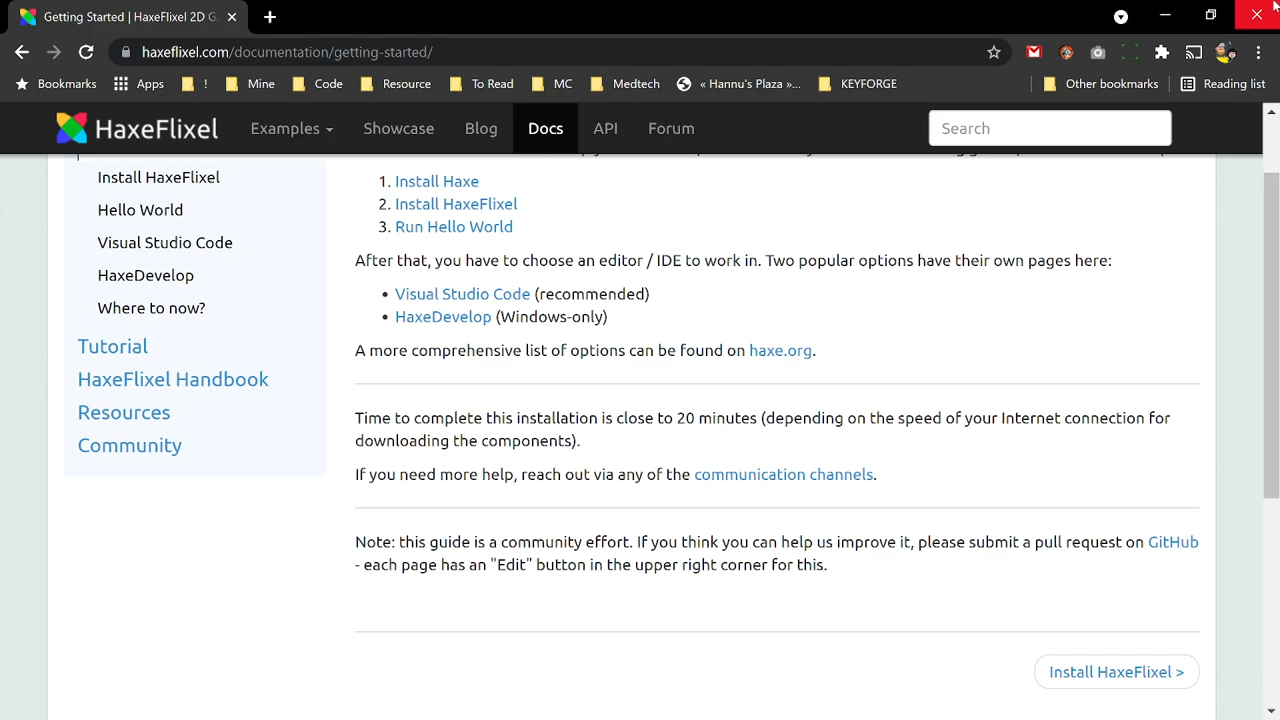 Getting Started | HaxeFlixel 2D G
haxeflixel.com/documentation/getting-started/
Bookmarks Apps ! Mine Code Resource To Read MC Medtech « Hannu's Plaza »... KEYFORGE Other bookmarks Reading list
HaxeFlixel Examples Showcase Blog Docs API Forum Search
Install HaxeFlixel
Hello World
Visual Studio Code
HaxeDevelop
Where to now?
Tutorial
HaxeFlixel Handbook
Resources
Community
1. Install Haxe
2. Install HaxeFlixel
3. Run Hello World
After that, you have to choose an editor / IDE to work in. Two popular options have their own pages here:
• Visual Studio Code (recommended)
• HaxeDevelop (Windows-only)
A more comprehensive list of options can be found on haxe.org.
Time to complete this installation is close to 20 minutes (depending on the speed of your Internet connection for
downloading the components).
If you need more help, reach out via any of the communication channels.
Note: this guide is a community effort. If you think you can help us improve it, please submit a pull request on GitHub
- each page has an "Edit" button in the upper right corner for this.
Install HaxeFlixel >